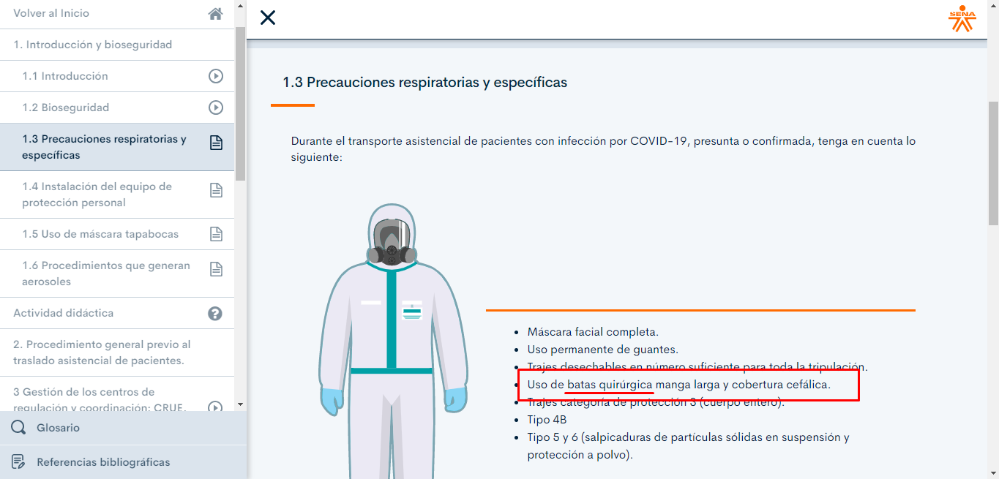 Volver al Inicio
1. Introducción y bioseguridad
1.1 Introducción
1.2 Bioseguridad
1.3 Precauciones respiratorias y
específicas
1.4 Instalación del equipo de
protección personal
1.5 Uso de máscara tapabocas
1.6 Procedimientos que generan
aerosoles
Actividad didáctica
2. Procedimiento general previo al
traslado asistencial de pacientes.
3 Gestión de los centros de
regulación y coordinación: CRUE,
Glosario
Referencias bibliográficas
SENA
1.3 Precauciones respiratorias y específicas
Durante el transporte asistencial de pacientes con infección por COVID-19, presunta o confirmada, tenga en cuenta lo
siguiente:
• Máscara facial completa.
• Uso permanente de guantes.
• Trajes desechables en número suficiente para toda la tripulación.
• Uso de batas quirúrgica manga larga y cobertura cefálica.
• Trajes categoría de protección 3 (cuerpo entero).
• Tipo 4B
• Tipo 5 y 6 (salpicaduras de partículas sólidas en suspensión y
protección a polvo).